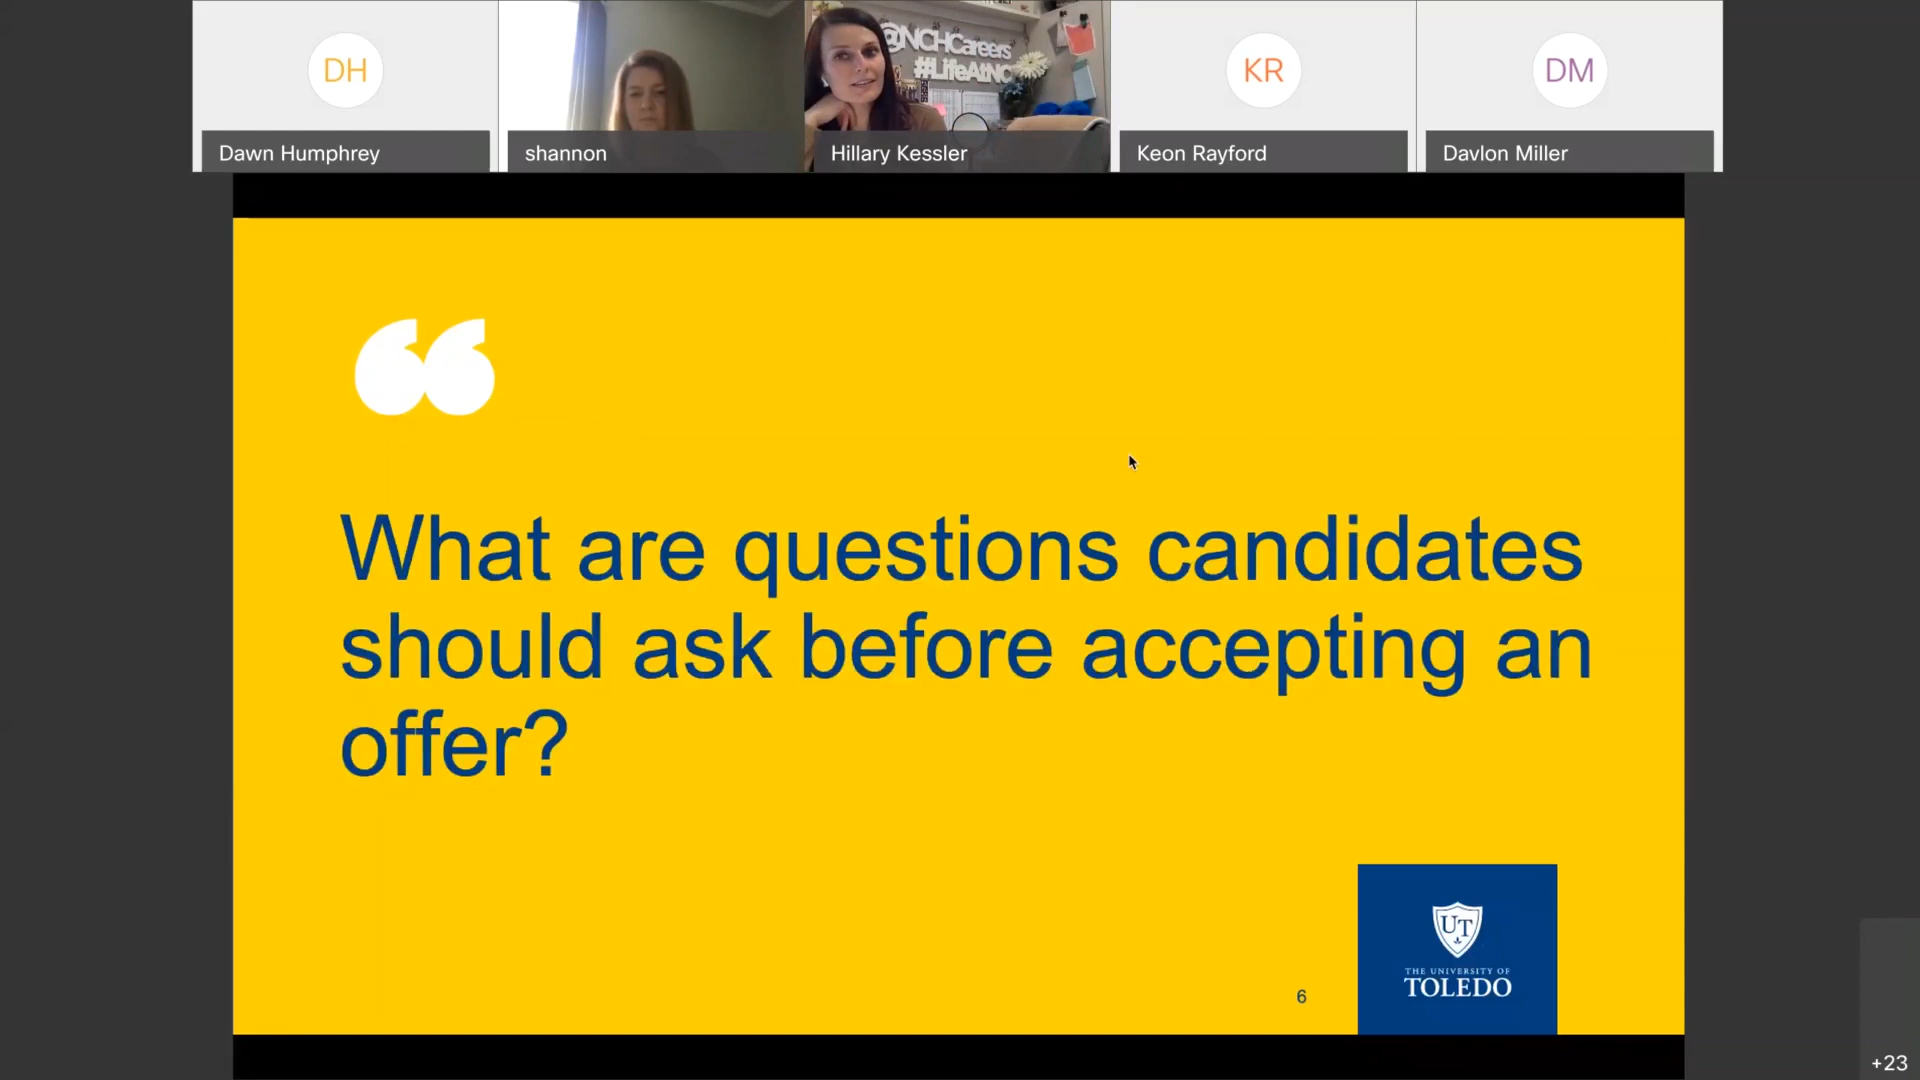 DH
KR
DM
@NCHCareers
#LifeAtNC
Dawn Humphrey
shannon
Hillary Kessler
Keon Rayford
Davlon Miller
“
What are questions candidates
should ask before accepting an
offer?
UT
THE UNIVERSITY OF
TOLEDO
6
+23